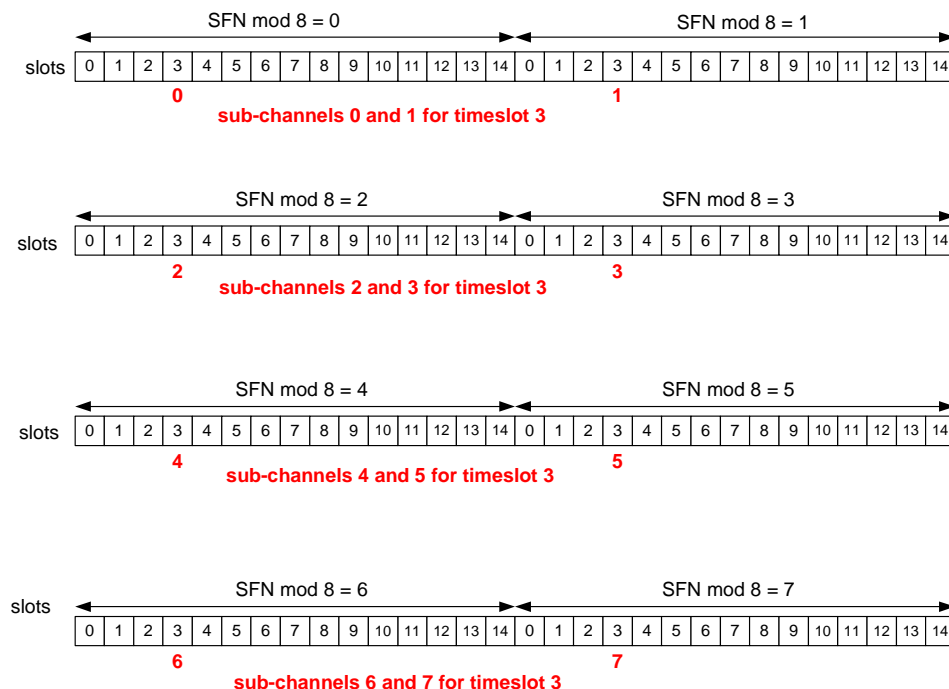 SFN mod 8 = 0 SFN mod 8 = 1
slots 0 1 2 3 4 5 6 7 8 9 10 11 12 13 14 0 1 2 3 4 5 6 7 8 9 10 11 12 13 14
0 1
sub-channels 0 and 1 for timeslot 3
SFN mod 8 = 2 SFN mod 8 = 3
slots 0 1 2 3 4 5 6 7 8 9 10 11 12 13 14 0 1 2 3 4 5 6 7 8 9 10 11 12 13 14
2 3
sub-channels 2 and 3 for timeslot 3
SFN mod 8 = 4 SFN mod 8 = 5
slots 0 1 2 3 4 5 6 7 8 9 10 11 12 13 14 0 1 2 3 4 5 6 7 8 9 10 11 12 13 14
4 5
sub-channels 4 and 5 for timeslot 3
SFN mod 8 = 6 SFN mod 8 = 7
slots
0 1 2 3 4 5 6 7 8 9 10 11 12 13 14 0 1 2 3 4 5 6 7 8 9 10 11 12 13 14
6 7
sub-channels 6 and 7 for timeslot 3